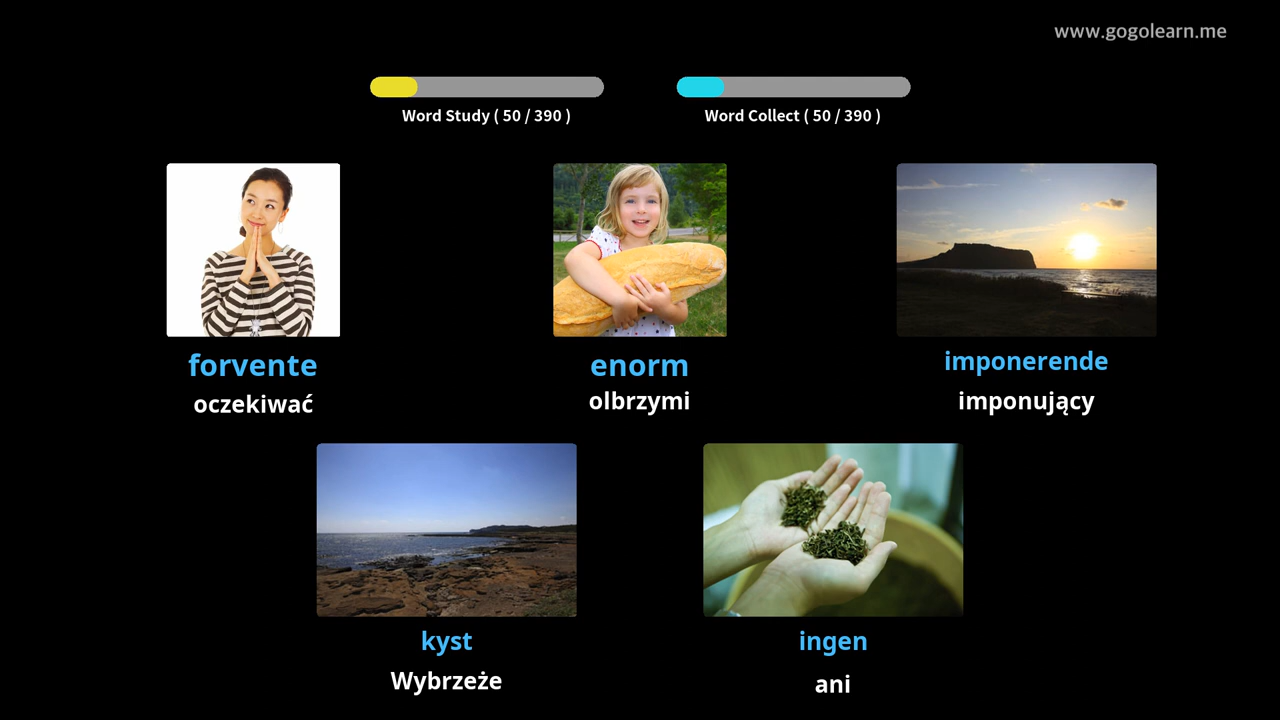 www.gogolearn.me
Word Study ( 50 / 390 )
Word Collect ( 50 / 390 )
forvente
oczekiwać
enorm
olbrzymi
imponerende
imponujący
kyst
Wybrzeże
ingen
ani